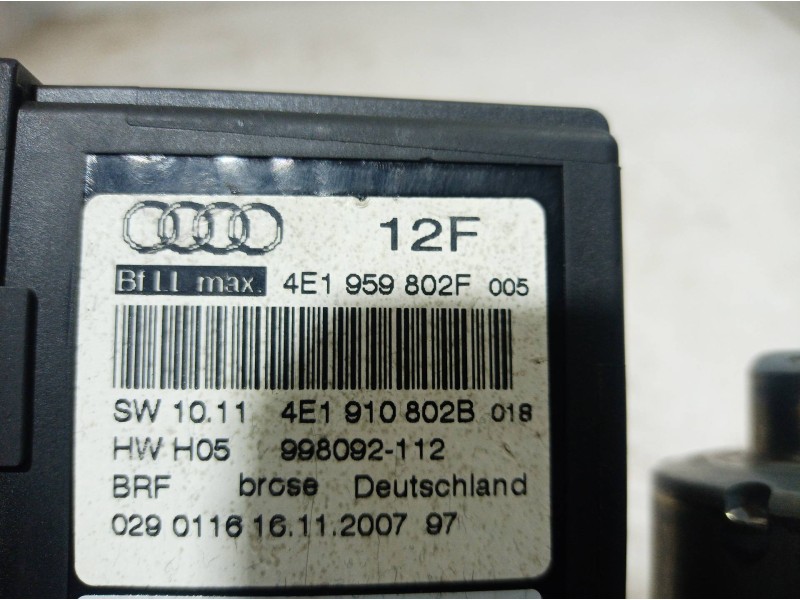 12F
Bf LL max. 4E1 959 802F 005
SW 10.11 4E1 910 802B 018
HW H05 998092-112
BRF brose Deutschland
029 0116 16.11.2007 97